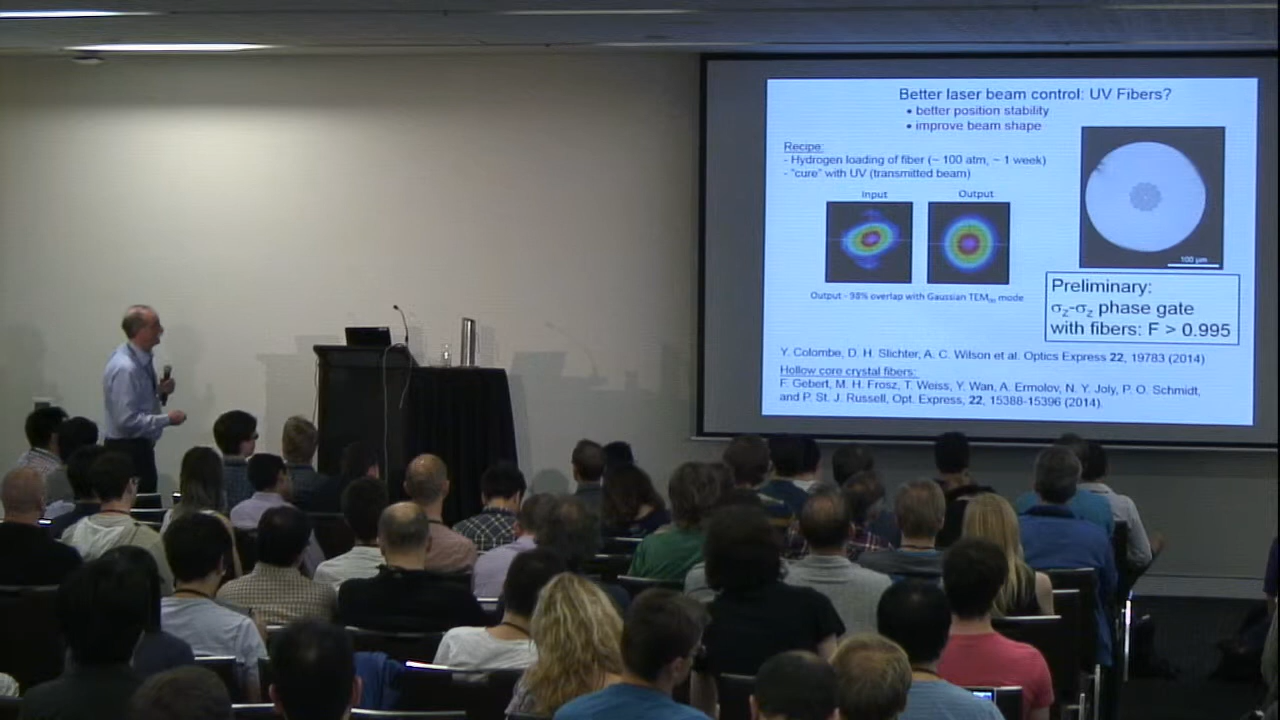 Better laser beam control: UV Fibers?
• better position stability
• improve beam shape
Recipe:
- Hydrogen loading of fiber (~ 100 atm, ~ 1 week)
- "cure" with UV (transmitted beam)
Input
Output
100 µm
Output - 98% overlap with Gaussian TEM₀₀ mode
Preliminary:
σz-σz phase gate
with fibers: F > 0.995
Y. Colombe, D. H. Slichter, A. C. Wilson et al. Optics Express 22, 19783 (2014)
Hollow core crystal fibers:
F. Gebert, M. H. Frosz, T. Weiss, Y. Wan, A. Ermolov, N. Y. Joly, P. O. Schmidt,
and P. St. J. Russell, Opt. Express, 22, 15388-15396 (2014).